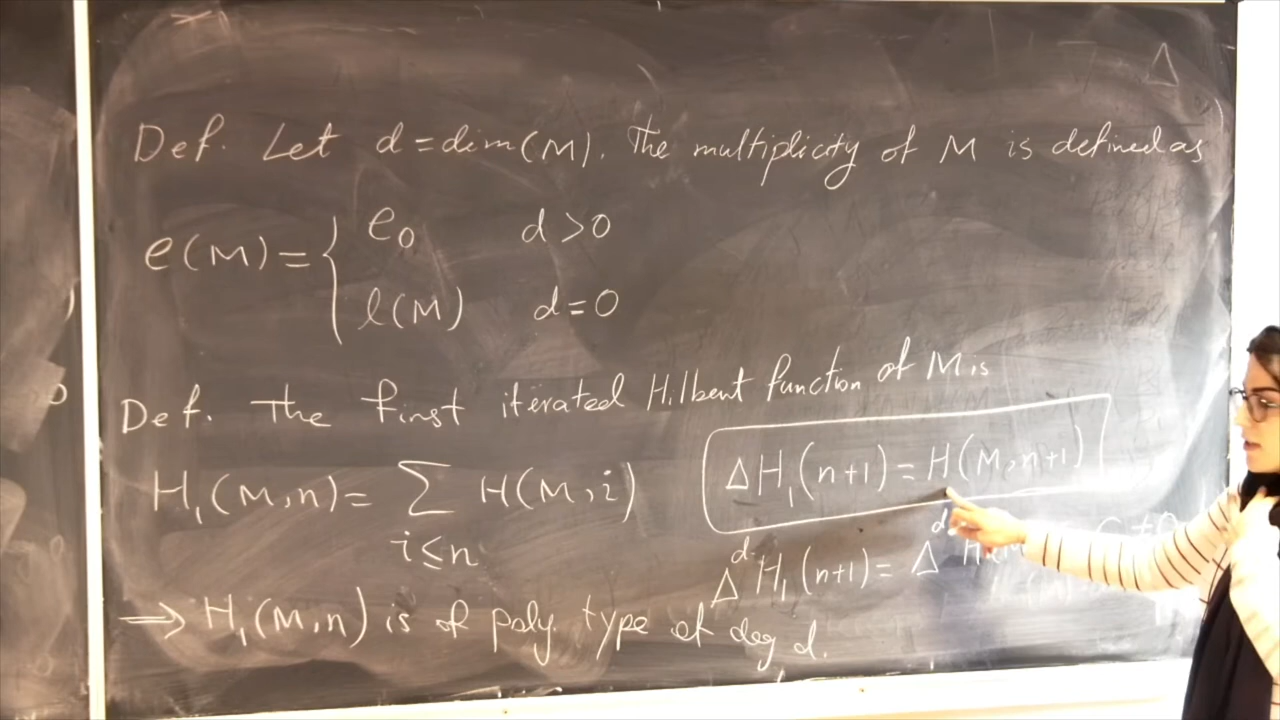 Def. Let d=dim(M). The multiplicity of M is defined as
e(M) = { e₀ d>0
ℓ(M) d=0
Def. The first iterated Hilbert function of M is
H₁(M,n) = ∑ H(M,i)
i≤n
ΔH₁(n+1) = H(M,n+1)
Δᵈ H₁(n+1) = Δ
⟹ H₁(M,n) is of poly type of deg d.
Δ